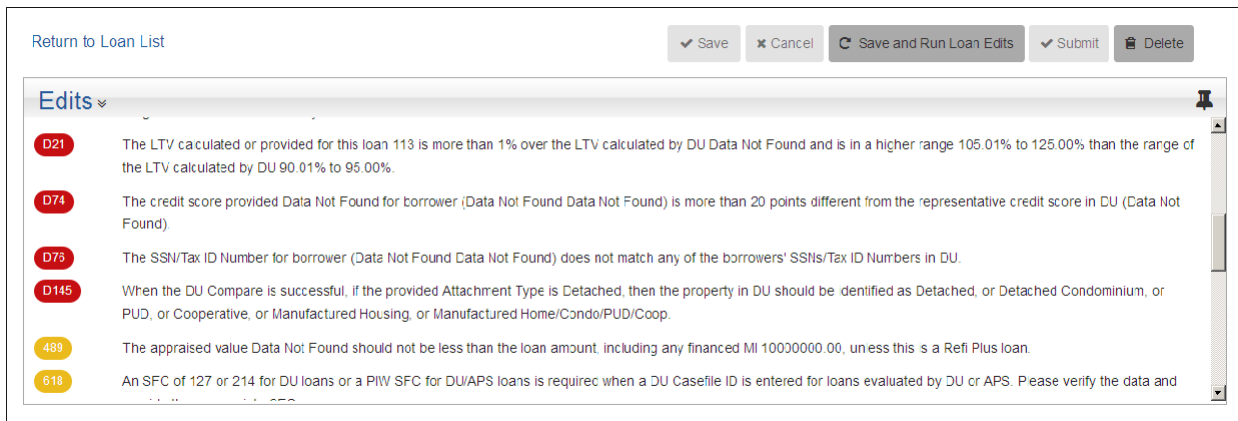 Return to Loan List
Save
Cancel
Save and Run Loan Edits
Submit
Delete
Edits
D21 The LTV calculated or provided for this loan 113 is more than 1% over the LTV calculated by DU Data Not Found and is in a higher range 105.01% to 125.00% than the range of
the LTV calculated by DU 90.01% to 95.00%.
D74 The credit score provided Data Not Found for borrower (Data Not Found Data Not Found) is more than 20 points different from the representative credit score in DU (Data Not
Found).
D76 The SSN/Tax ID Number for borrower (Data Not Found Data Not Found) does not match any of the borrowers' SSNs/Tax ID Numbers in DU.
D145 When the DU Compare is successful, if the provided Attachment Type is Detached, then the property in DU should be identified as Detached, or Detached Condominium, or
PUD, or Cooperative, or Manufactured Housing, or Manufactured Home/Condo/PUD/Coop.
489 The appraised value Data Not Found should not be less than the loan amount, including any financed MI 10000000.00, unless this is a Refi Plus loan.
618 An SFC of 127 or 214 for DU loans or a PIW SFC for DU/APS loans is required when a DU Casefile ID is entered for loans evaluated by DU or APS. Please verify the data and